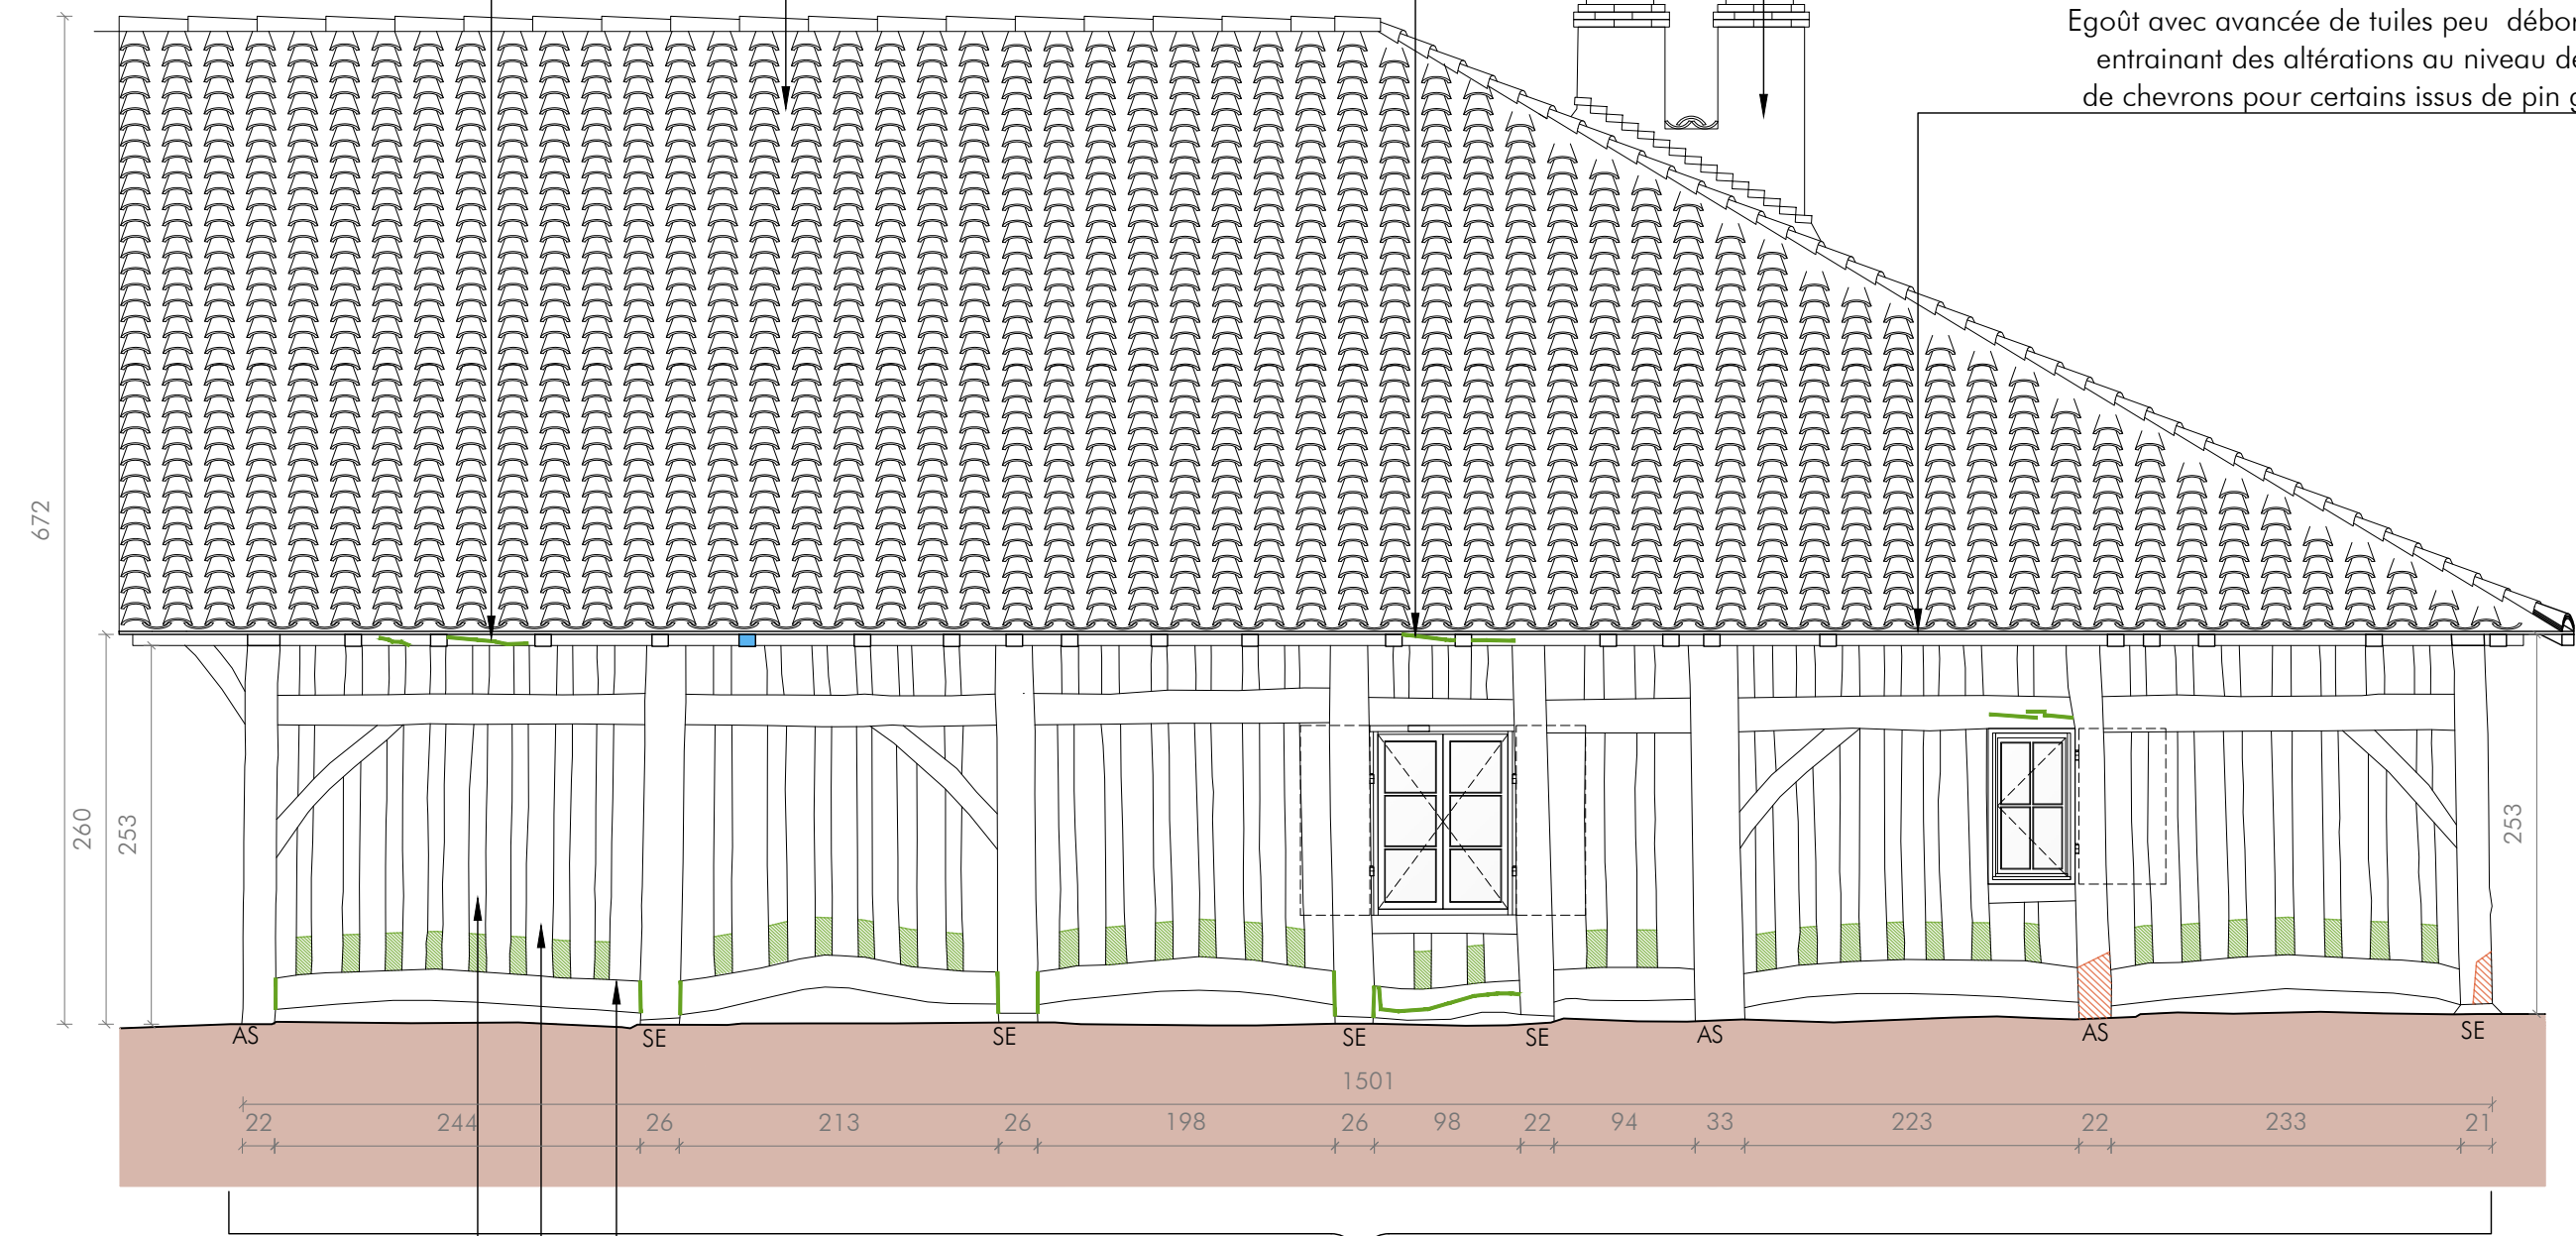 Egoût avec avancée de tuiles peu débor
entrainant des altérations au niveau de
de chevrons pour certains issus de pin g
672
260
253
253
AS
SE
SE
SE
SE
AS
AS
SE
1501
22 244 26 213 26 198 26 98 22 94 33 223 22 233 21